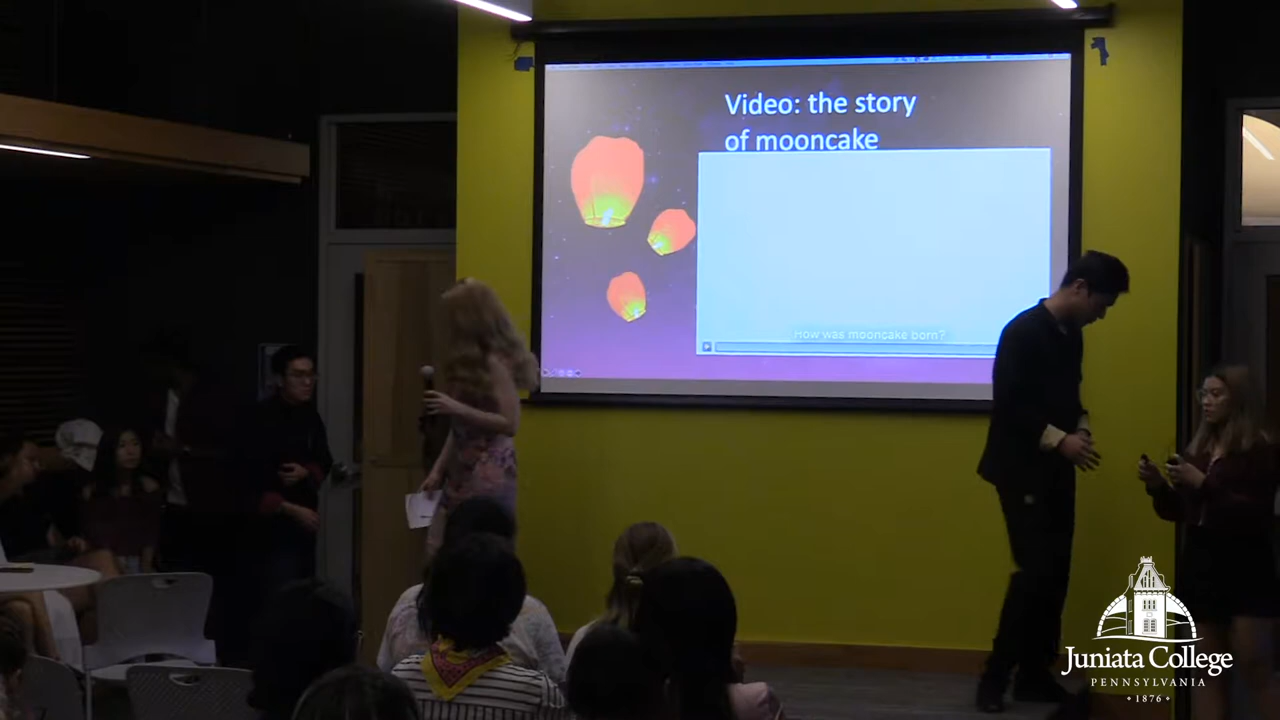 Video: the story
of mooncake
How was mooncake born?
Juniata College
PENNSYLVANIA
• 1876 •